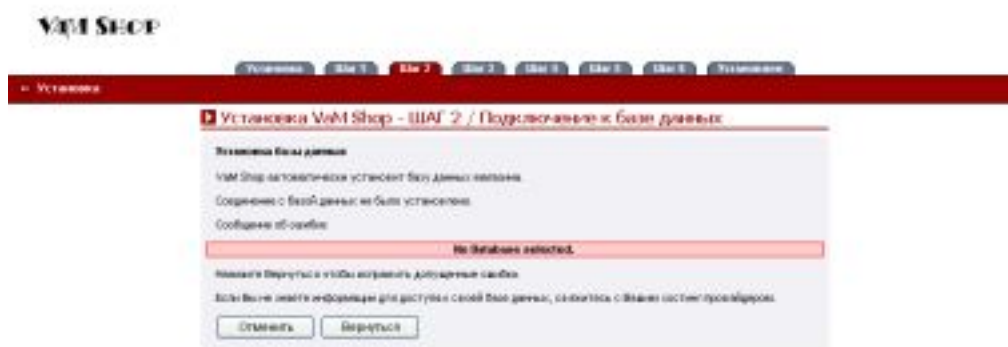 VaM Shop
Установка Шаг 1 Шаг 2 Шаг 3 Шаг 4 Шаг 5 Шаг 6
Установка
Установка VaM Shop - ШАГ 2 / Подключение к базе данных
Установка базы данных
VaM Shop автоматически установит базу данных магазина.
Соединение с базой данных не было установлено.
Сообщение об ошибке:
No Database selected.
Нажмите Вернуться чтобы исправить допущенные ошибки.
Если Вы не знаете информации для доступа к своей базе данных, свяжитесь с Вашим хостинг провайдером.
Отменить Вернуться